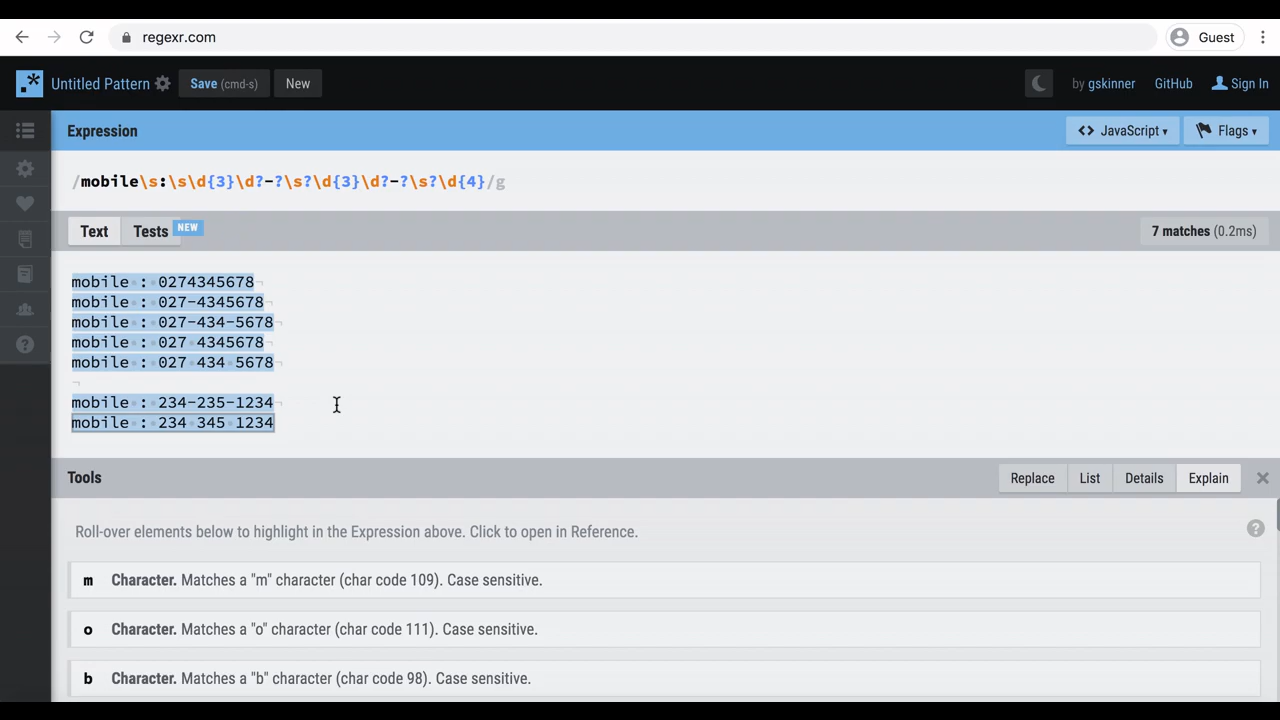 regexr.com
Guest
Untitled Pattern
Save (cmd-s)
New
by gskinner
GitHub
Sign In
Expression
<> JavaScript ▾
Flags ▾
/mobile\s:\s\d{3}\d?-?\s?\d{3}\d?-?\s?\d{4}/g
Text
Tests
NEW
7 matches (0.2ms)
mobile : 0274345678
mobile : 027-4345678
mobile : 027-434-5678
mobile : 027 4345678
mobile : 027 434 5678
mobile : 234-235-1234
mobile : 234 345 1234
Tools
Replace
List
Details
Explain
Roll-over elements below to highlight in the Expression above. Click to open in Reference.
m Character. Matches a "m" character (char code 109). Case sensitive.
o Character. Matches a "o" character (char code 111). Case sensitive.
b Character. Matches a "b" character (char code 98). Case sensitive.